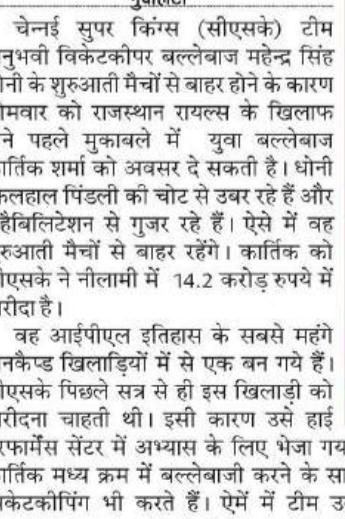 चेन्नई सुपर किंग्स (सीएसके) टीम
नुभवी विकेटकीपर बल्लेबाज महेन्द्र सिंह
ोनी के शुरुआती मैचों से बाहर होने के कारण
ोमवार को राजस्थान रायल्स के खिलाफ
ने पहले मुकाबले में युवा बल्लेबाज
ार्तिक शर्मा को अवसर दे सकती है। धोनी
फलहाल पिंडली की चोट से उबर रहे हैं और
हैबिलिटेशन से गुजर रहे हैं। ऐसे में वह
रुआती मैचों से बाहर रहेंगे। कार्तिक को
ीएसके ने नीलामी में 14.2 करोड़ रुपये में
रीदा है।
वह आईपीएल इतिहास के सबसे महंगे
नकैप्ड खिलाड़ियों में से एक बन गये हैं।
ीएसके पिछले सत्र से ही इस खिलाड़ी को
रीदना चाहती थी। इसी कारण उसे हाई
रफार्मेंस सेंटर में अभ्यास के लिए भेजा गय
ार्तिक मध्य क्रम में बल्लेबाजी करने के सा
केटकीपिंग भी करते हैं। ऐमें में टीम उ